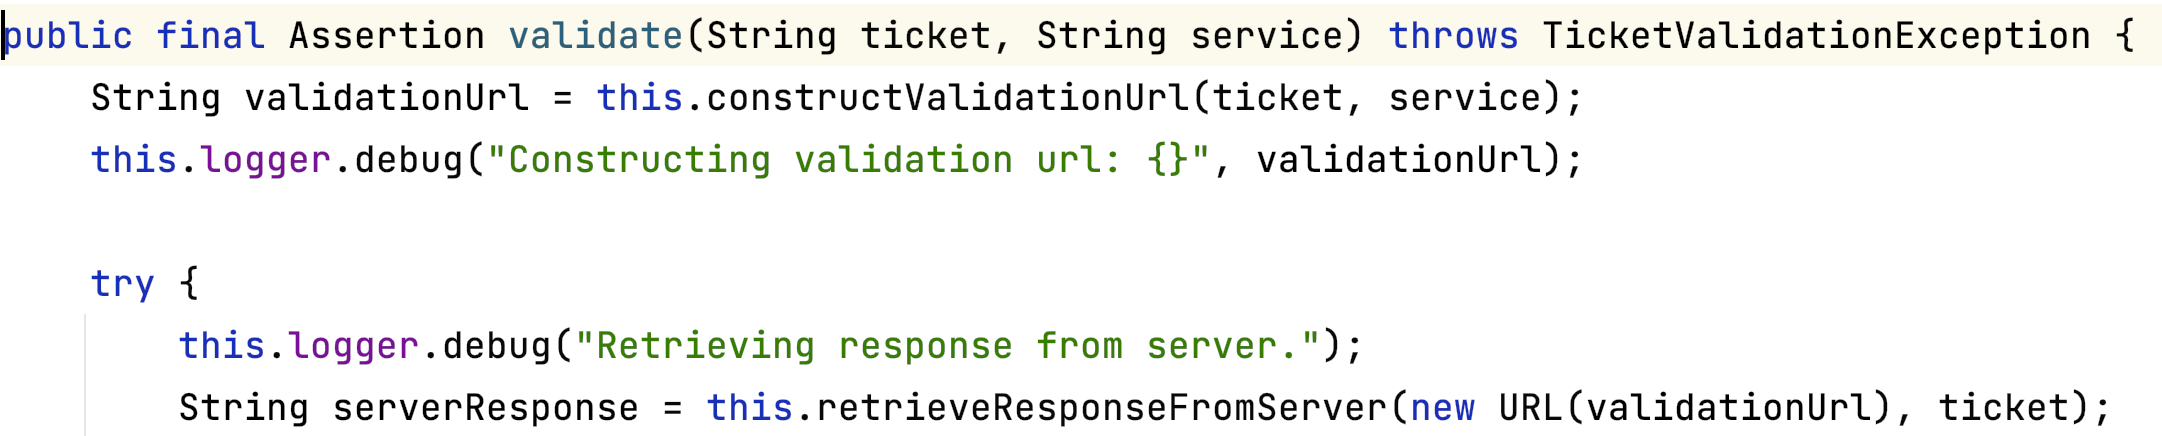 public final Assertion validate(String ticket, String service) throws TicketValidationException {
    String validationUrl = this.constructValidationUrl(ticket, service);
    this.logger.debug("Constructing validation url: {}", validationUrl);

    try {
        this.logger.debug("Retrieving response from server.");
        String serverResponse = this.retrieveResponseFromServer(new URL(validationUrl), ticket);